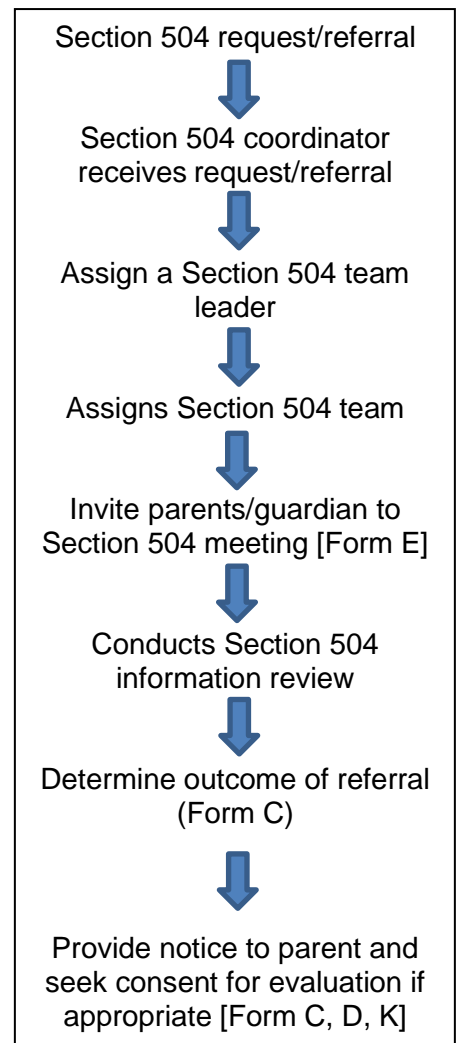 Section 504 request/referral
Section 504 coordinator
receives request/referral
Assign a Section 504 team
leader
Assigns Section 504 team
Invite parents/guardian to
Section 504 meeting [Form E]
Conducts Section 504
information review
Determine outcome of referral
(Form C)
Provide notice to parent and
seek consent for evaluation if
appropriate [Form C, D, K]